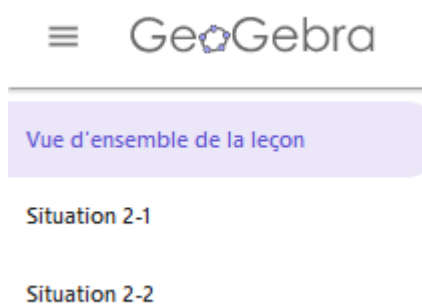 GeoGebra
Vue d'ensemble de la leçon
Situation 2-1
Situation 2-2